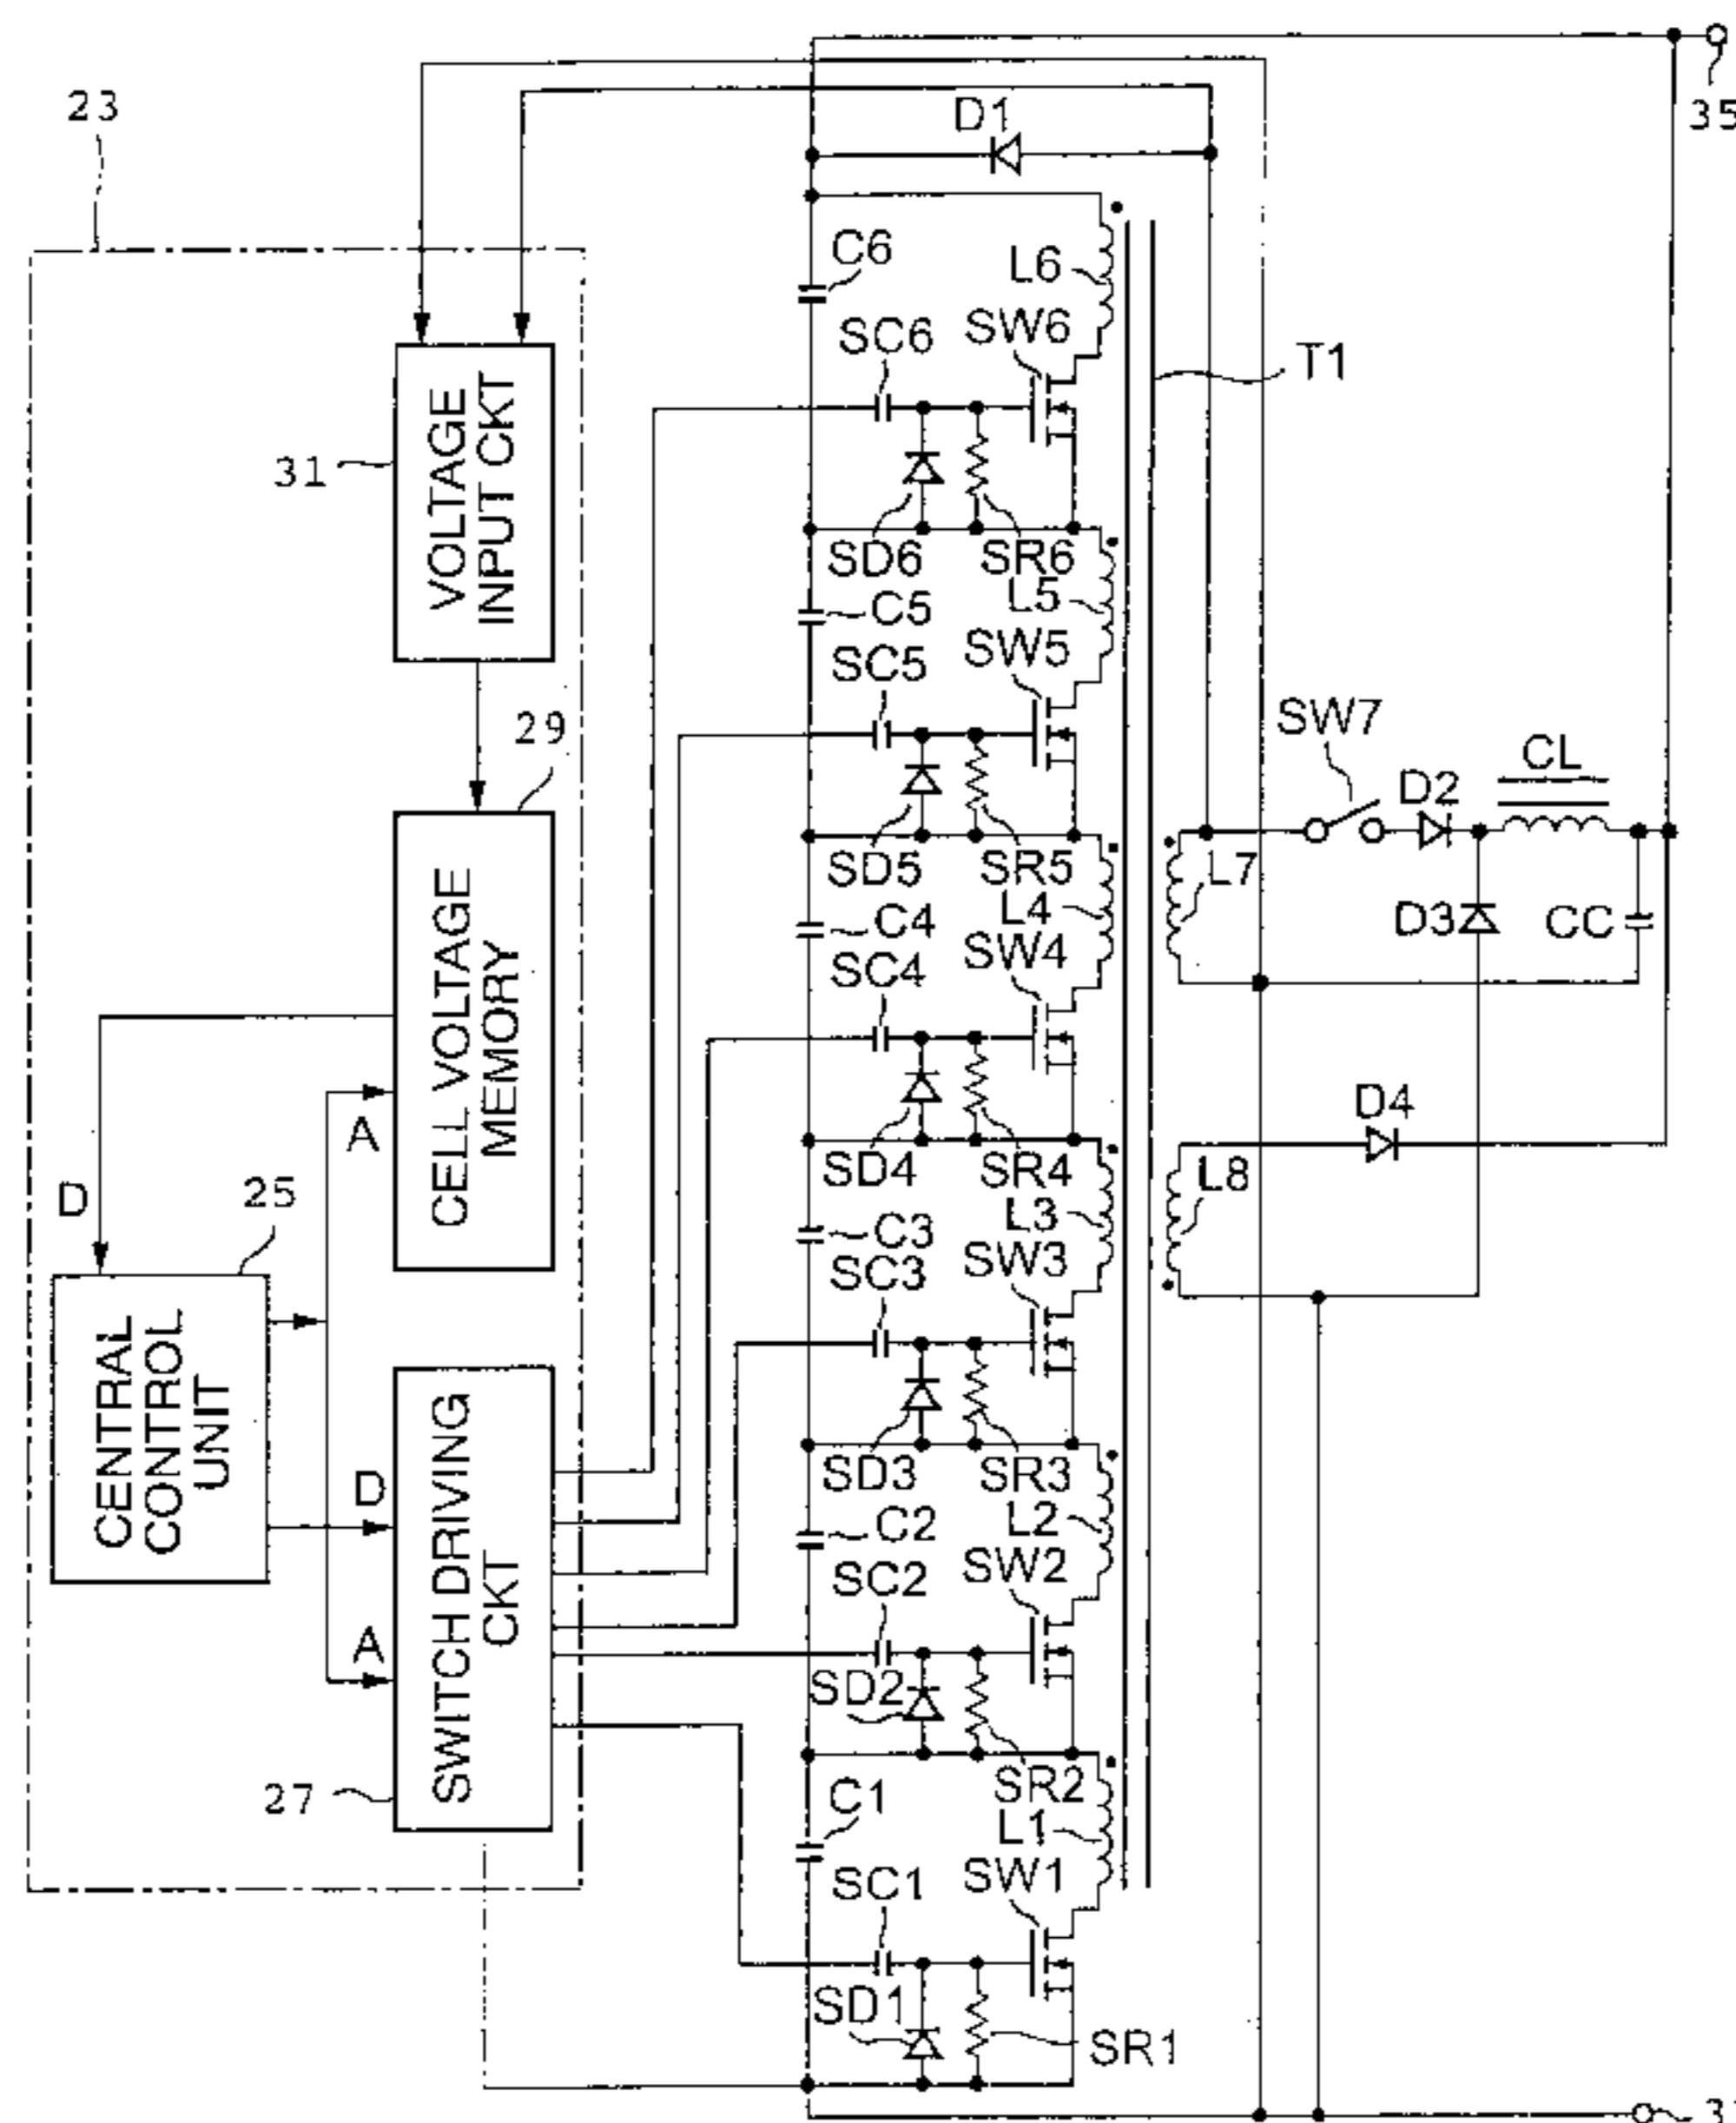 35
23
D1
C6
L6
SC6
SW6
T1
31
VOLTAGE
INPUT CKT
SD6
SR6
C5
L5
SC5
SW5
29
SW7
CL
D2
SD5
SR5
L7
C4
L4
D3
CC
SC4
SW4
CELL VOLTAGE
MEMORY
A
D4
SD4
SR4
D
25
L8
C3
L3
SC3
SW3
CENTRAL
CONTROL
UNIT
SD3
SR3
D
C2
L2
SWITCH DRIVING
CKT
SC2
SW2
A
SD2
27
C1
SR2
L1
SC1
SW1
SD1
SR1